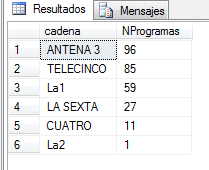 Resultados Mensajes
cadena NProgramas
1 ANTENA 3 96
2 TELECINCO 85
3 La1 59
4 LA SEXTA 27
5 CUATRO 11
6 La2 1